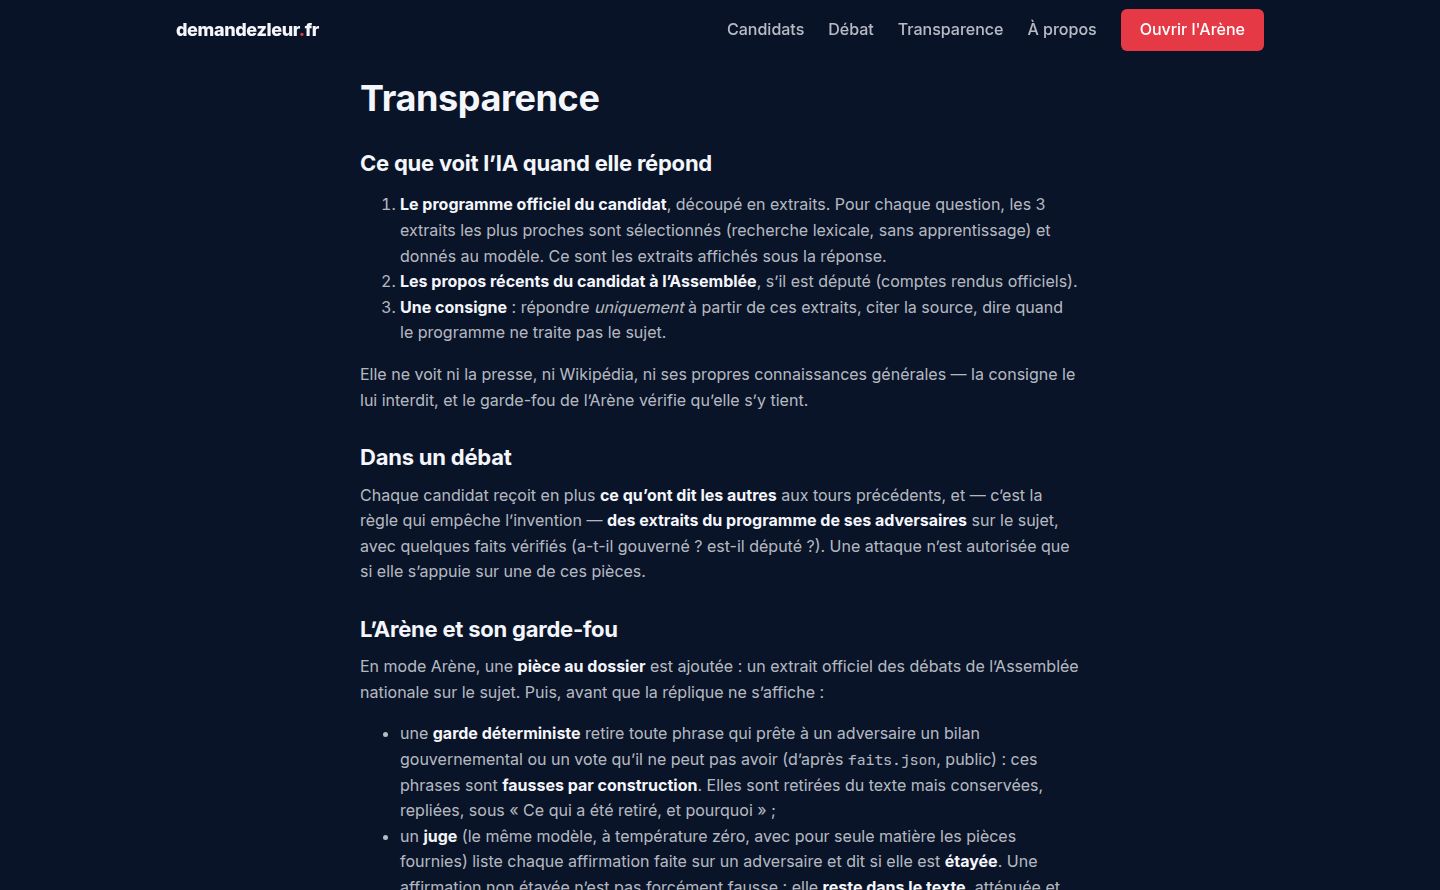 demandezleur.fr
Candidats Débat Transparence À propos Ouvrir l'Arène
Transparence
Ce que voit l’IA quand elle répond
1. Le programme officiel du candidat, découpé en extraits. Pour chaque question, les 3
extraits les plus proches sont sélectionnés (recherche lexicale, sans apprentissage) et
donnés au modèle. Ce sont les extraits affichés sous la réponse.
2. Les propos récents du candidat à l’Assemblée, s’il est député (comptes rendus officiels).
3. Une consigne : répondre uniquement à partir de ces extraits, citer la source, dire quand
le programme ne traite pas le sujet.
Elle ne voit ni la presse, ni Wikipédia, ni ses propres connaissances générales — la consigne le
lui interdit, et le garde-fou de l’Arène vérifie qu’elle s’y tient.
Dans un débat
Chaque candidat reçoit en plus ce qu’ont dit les autres aux tours précédents, et — c’est la
règle qui empêche l’invention — des extraits du programme de ses adversaires sur le sujet,
avec quelques faits vérifiés (a-t-il gouverné ? est-il député ?). Une attaque n’est autorisée que
si elle s’appuie sur une de ces pièces.
L’Arène et son garde-fou
En mode Arène, une pièce au dossier est ajoutée : un extrait officiel des débats de l’Assemblée
nationale sur le sujet. Puis, avant que la réplique ne s’affiche :
• une garde déterministe retire toute phrase qui prête à un adversaire un bilan
gouvernemental ou un vote qu’il ne peut pas avoir (d’après faits.json, public) : ces
phrases sont fausses par construction. Elles sont retirées du texte mais conservées,
repliées, sous « Ce qui a été retiré, et pourquoi » ;
• un juge (le même modèle, à température zéro, avec pour seule matière les pièces
fournies) liste chaque affirmation faite sur un adversaire et dit si elle est étayée. Une
affirmation non étayée n’est pas forcément fausse : elle reste dans le texte, atténuée et